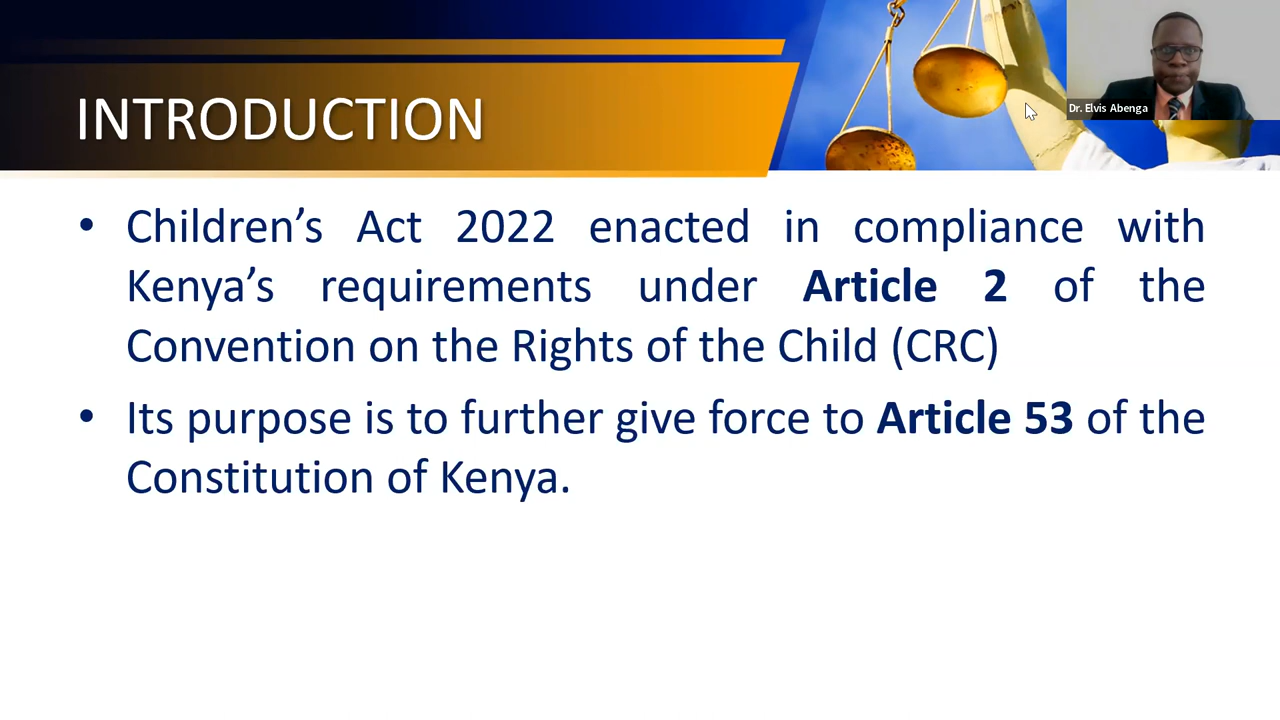 INTRODUCTION
Dr. Elvis Abenga
• Children’s Act 2022 enacted in compliance with
Kenya’s requirements under Article 2 of the
Convention on the Rights of the Child (CRC)
• Its purpose is to further give force to Article 53 of the
Constitution of Kenya.